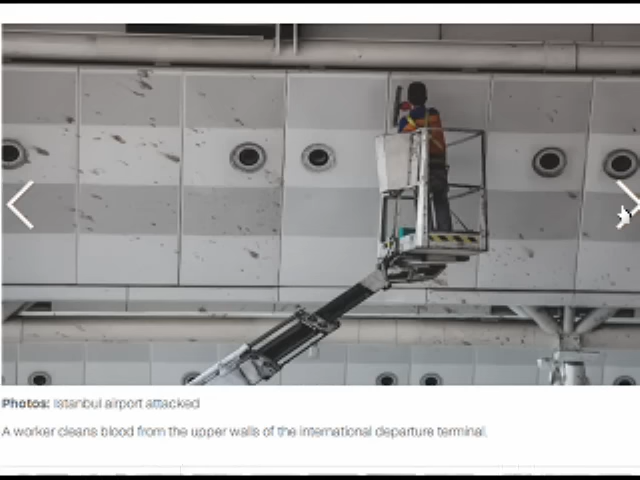 Photos: Istanbul airport attacked
A worker cleans blood from the upper walls of the international departure terminal.